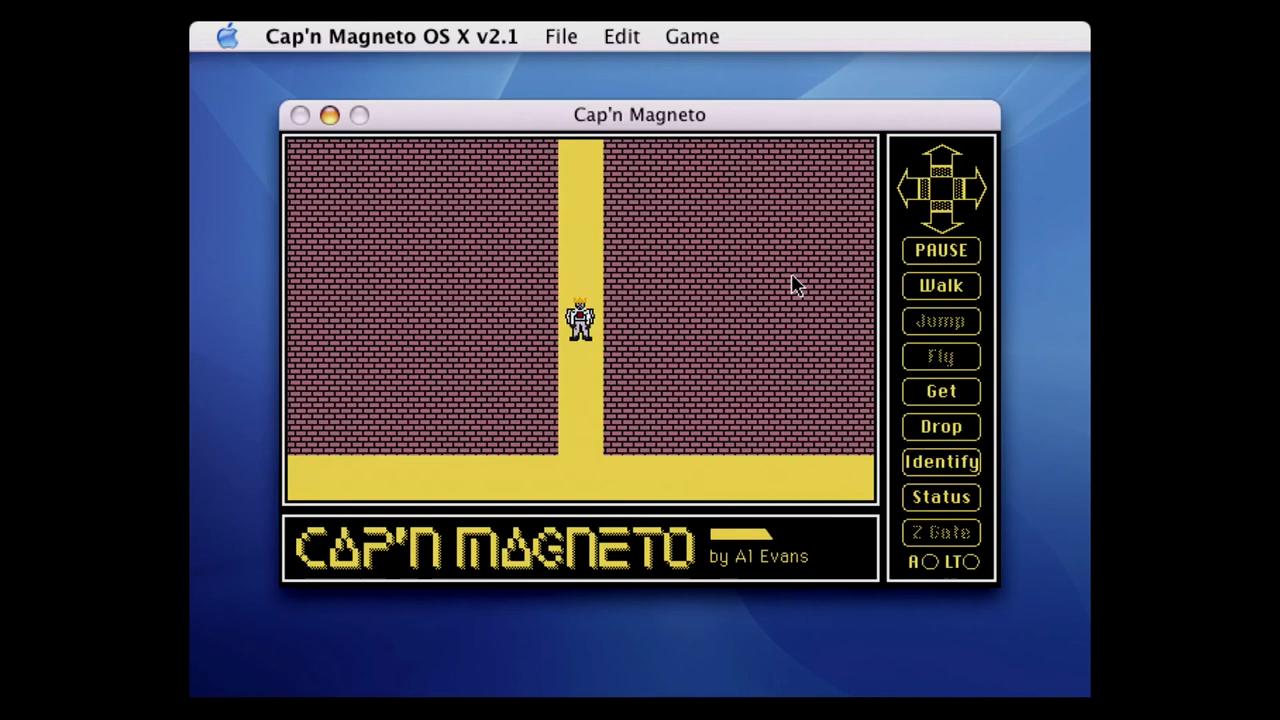 Cap'n Magneto OS X v2.1 File Edit Game
Cap'n Magneto
PAUSE
Walk
Jump
Fly
Get
Drop
Identify
Status
Z Gate
A LT
CAP'N MAGNETO
by Al Evans